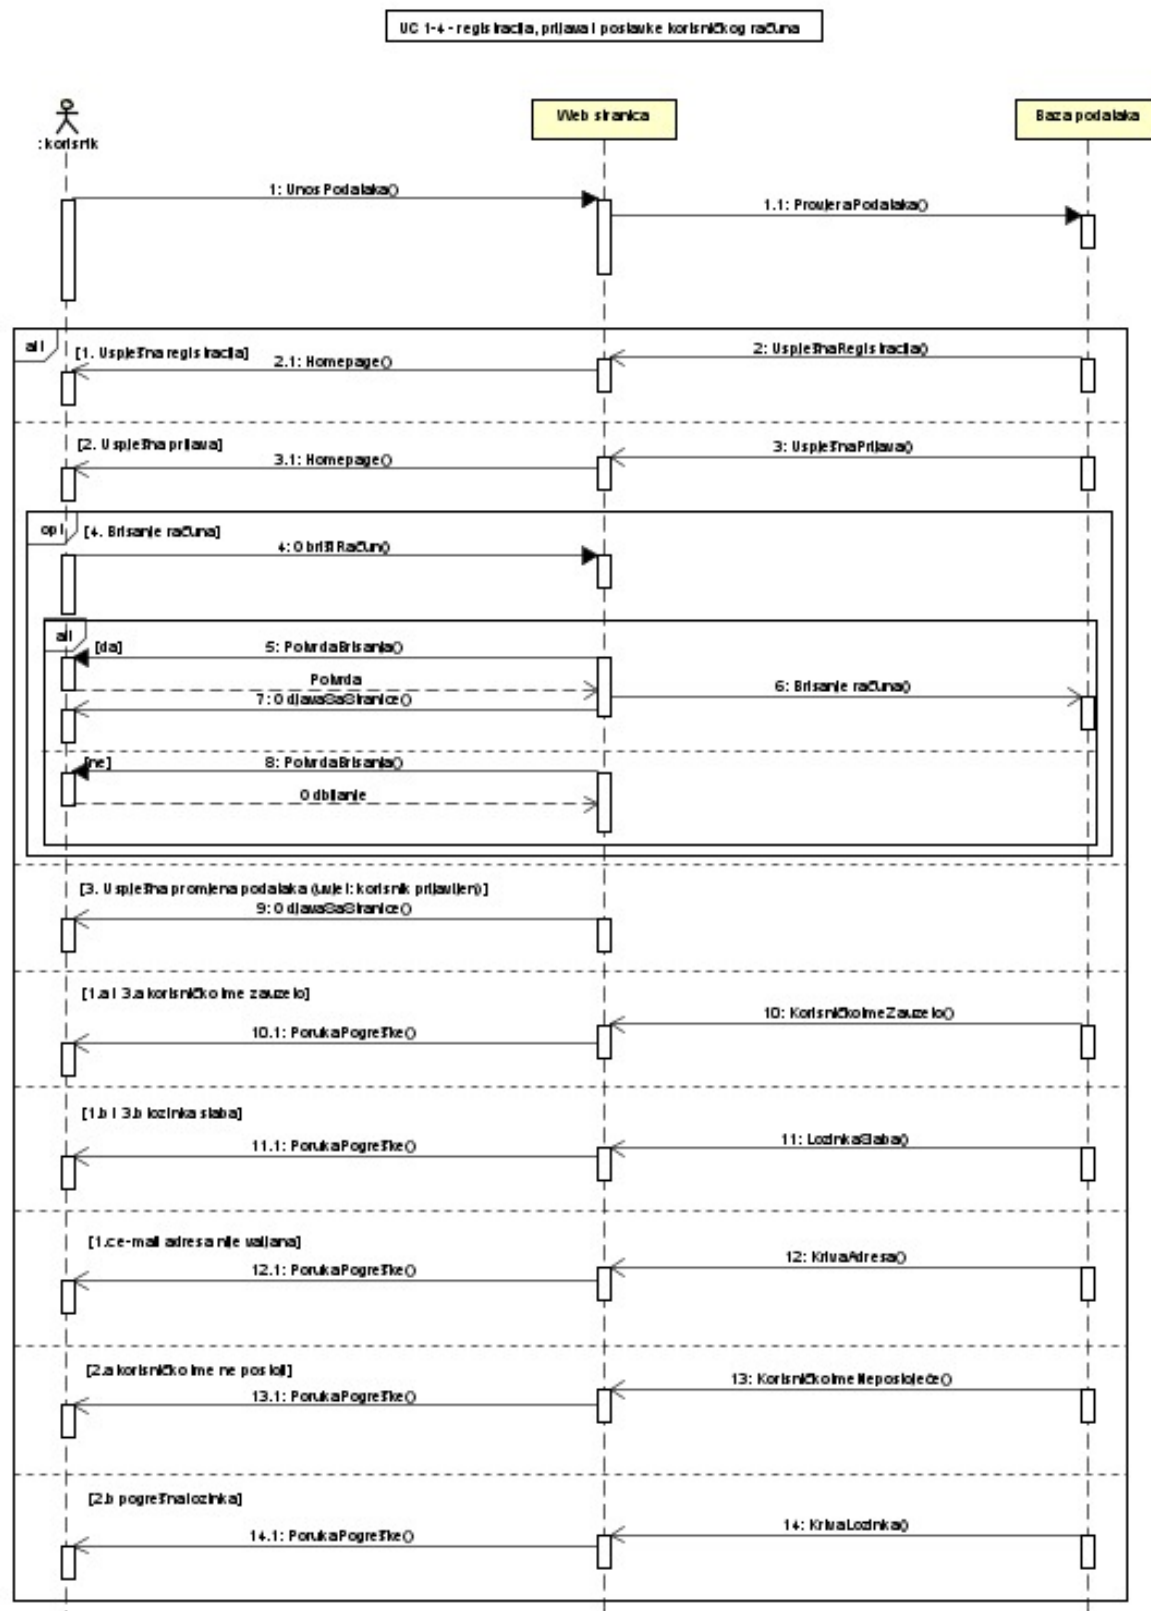 UC 1-4 - registracija, prijava i postavke korisničkog računa
: korisnik
Web stranica
Baza podataka
1: Unos Podataka()
1.1: ProvjeraPodataka()
alt
[1. Uspješna registracija]
2: UspješnaRegistracija()
2.1: Homepage()
[2. Uspješna prijava]
3: UspješnaPrijava()
3.1: Homepage()
opt
[4. Brisanje računa]
4: ObrišiRačun()
alt
[da]
5: PotvrdaBrisanja()
Potvrda
6: Brisanje računa()
7: OdjavaSaStranice()
[ne]
8: PotvrdaBrisanja()
Odbijanje
[3. Uspješna promjena podataka (uvjet: korisnik prijavljen)]
9: OdjavaSaStranice()
[1.a i 3.a korisničko ime zauzeto]
10: KorisničkoImeZauzeto()
10.1: PorukaPogreške()
[1.b i 3.b lozinka slaba]
11: LozinkaSlaba()
11.1: PorukaPogreške()
[1.c e-mail adresa nije valjana]
12: KrivaAdresa()
12.1: PorukaPogreške()
[2.a korisničko ime ne postoji]
13: KorisničkoImeNepostojeće()
13.1: PorukaPogreške()
[2.b pogrešna lozinka]
14: KrivaLozinka()
14.1: PorukaPogreške()